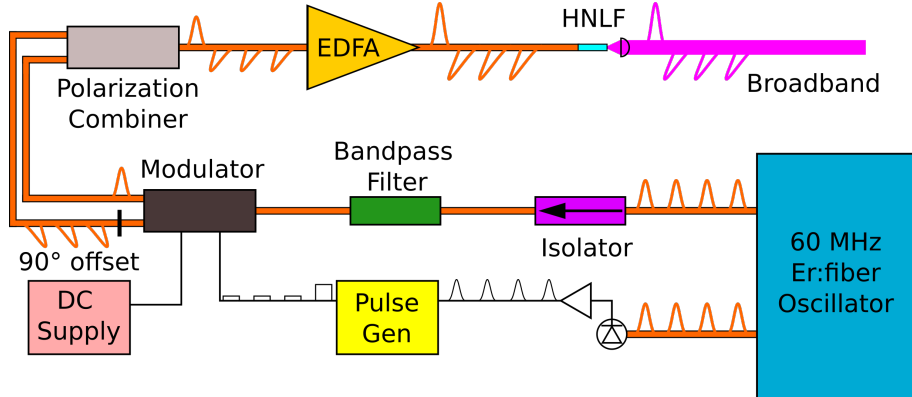 HNLF
EDFA
Polarization
Combiner
Broadband
Modulator
Bandpass
Filter
Isolator
60 MHz
Er:fiber
Oscillator
90° offset
DC
Supply
Pulse
Gen